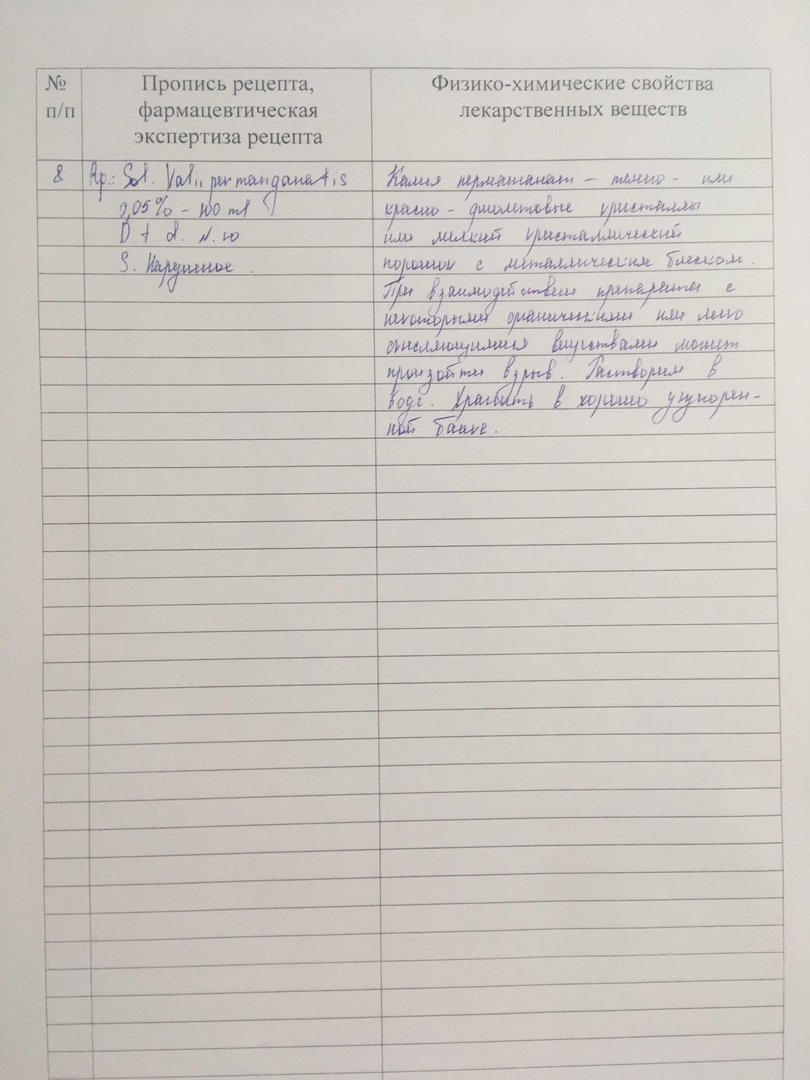 № п/п
Пропись рецепта,
фармацевтическая
экспертиза рецепта
Физико-химические свойства
лекарственных веществ
8
Rp.: Sol. Kalii permanganatis
0,05% - 100 ml
D. t. d. N. 10
S. Наружное.
Калия перманганат - темно - или
красно - фиолетовые кристаллы
или мелкий кристаллический
порошок с металлическим блеском.
При взаимодействии препарата с
некоторыми органическими или легко
окисляющимися веществами может
произойти взрыв. Растворим в
воде. Хранить в хорошо укупорен-
ной банке.